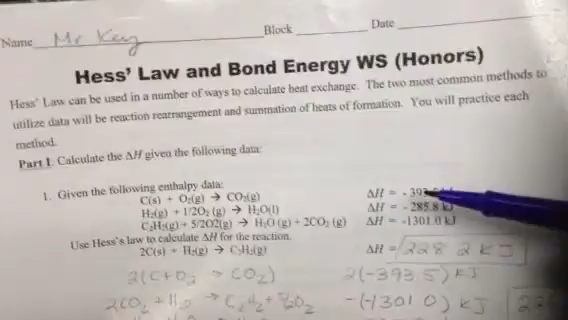 Name Mr Key Block Date
Hess' Law and Bond Energy WS (Honors)
Hess' Law can be used in a number of ways to calculate heat exchange. The two most common methods to
utilize data will be reaction rearrangement and summation of heats of formation. You will practice each
method.
Part I: Calculate the ΔH given the following data:
1. Given the following enthalpy data:
C(s) + O₂(g) → CO₂(g) ΔH = - 393
H₂(g) + 1/2O₂ (g) → H₂O(l) ΔH = - 285.8 kJ
C₂H₂(g) + 5/2O2(g) → H₂O (g) + 2CO₂ (g) ΔH = -1301.0 kJ
Use Hess's law to calculate ΔH for the reaction.
2C(s) + H₂(g) → C₂H₂(g) ΔH = 228.2 kJ
2(C+O₂ → CO₂) 2(-393.5) kJ
2CO₂ + H₂O → C₂H₂ + 5/2O₂ -(-1301.0) kJ